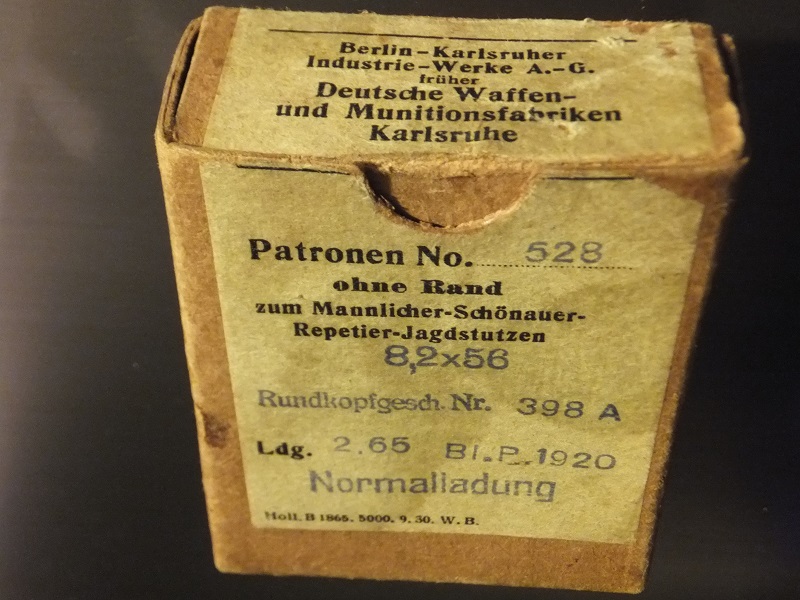 Berlin-Karlsruher
Industrie-Werke A.-G.
früher
Deutsche Waffen-
und Munitionsfabriken
Karlsruhe
Patronen No. 528
ohne Rand
zum Mannlicher-Schönauer-
Repetier-Jagdstutzen
8,2x56
Rundkopfgesch. Nr. 398 A
Ldg. 2.65 Bl.P. 1920
Normalladung
Moll. B 1865. 5000. 9. 30. W. B.